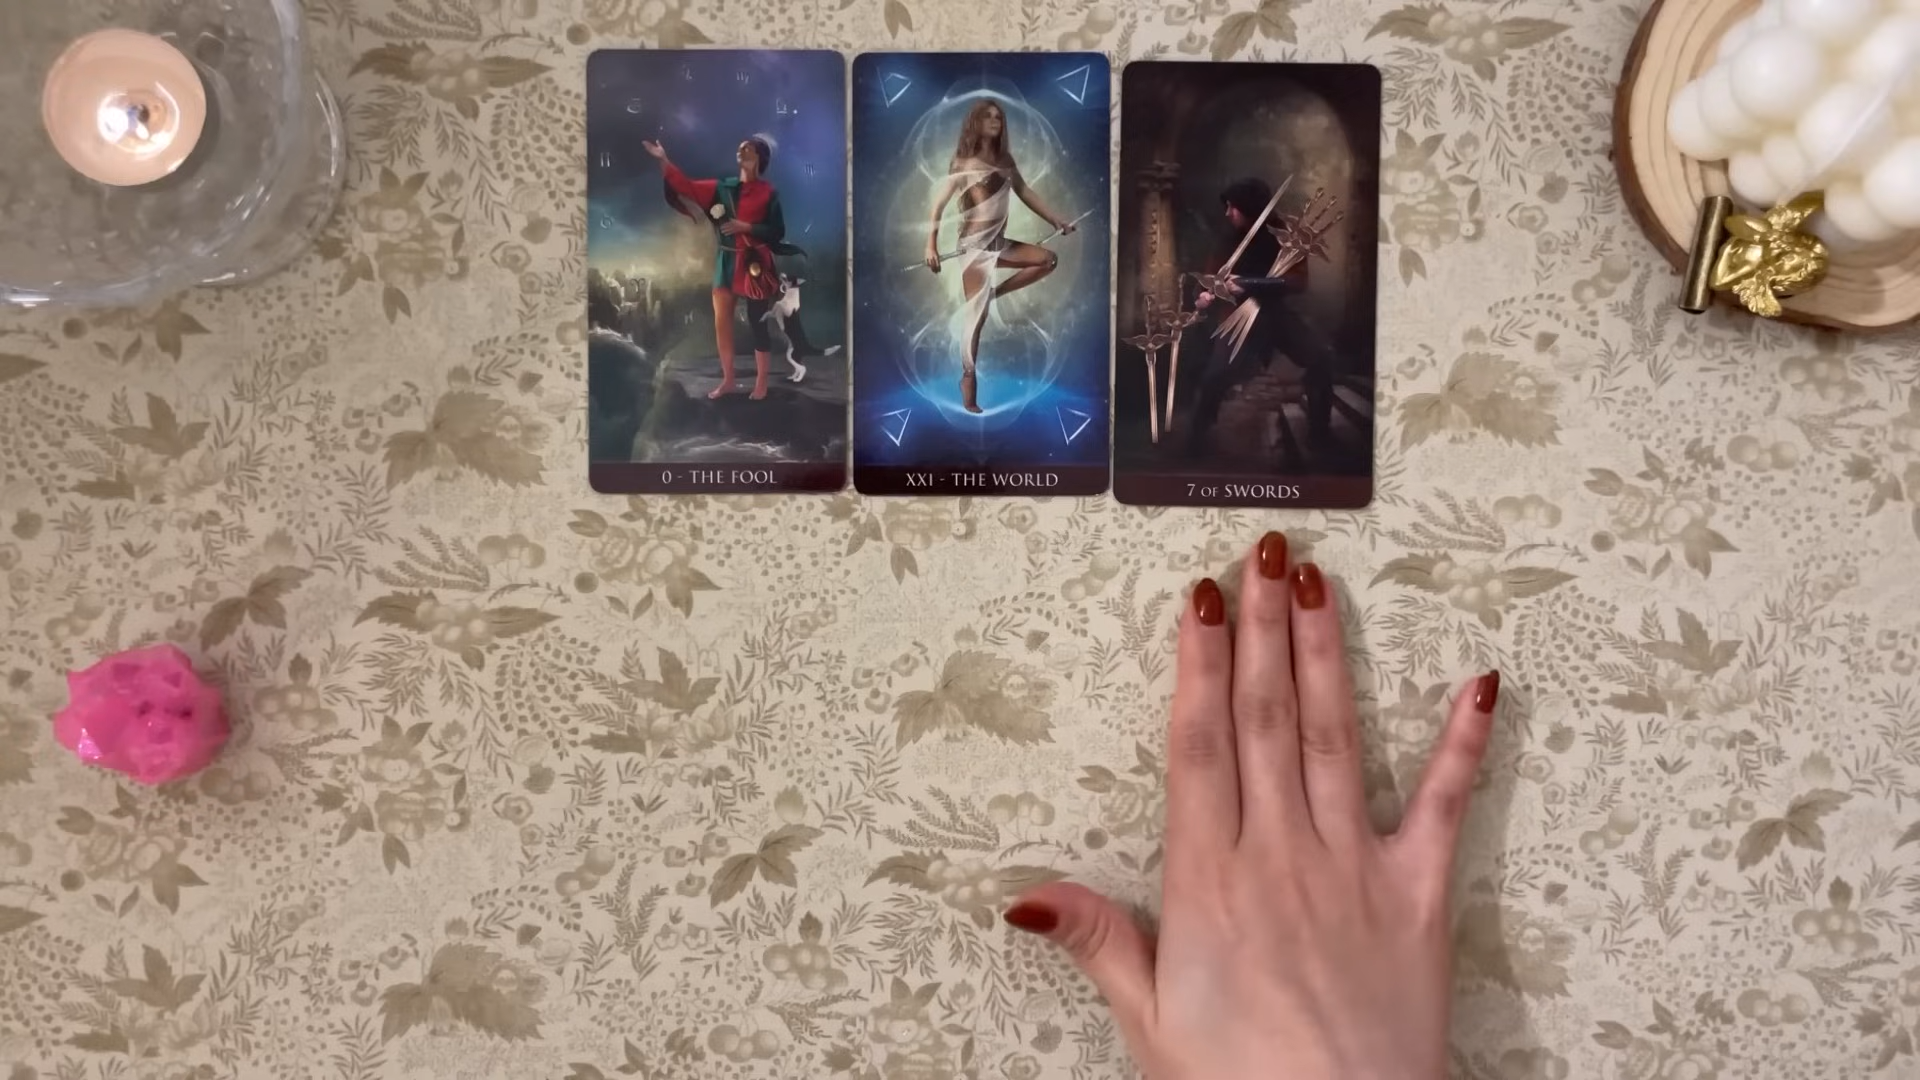 0 - THE FOOL
XXI - THE WORLD
7 OF SWORDS